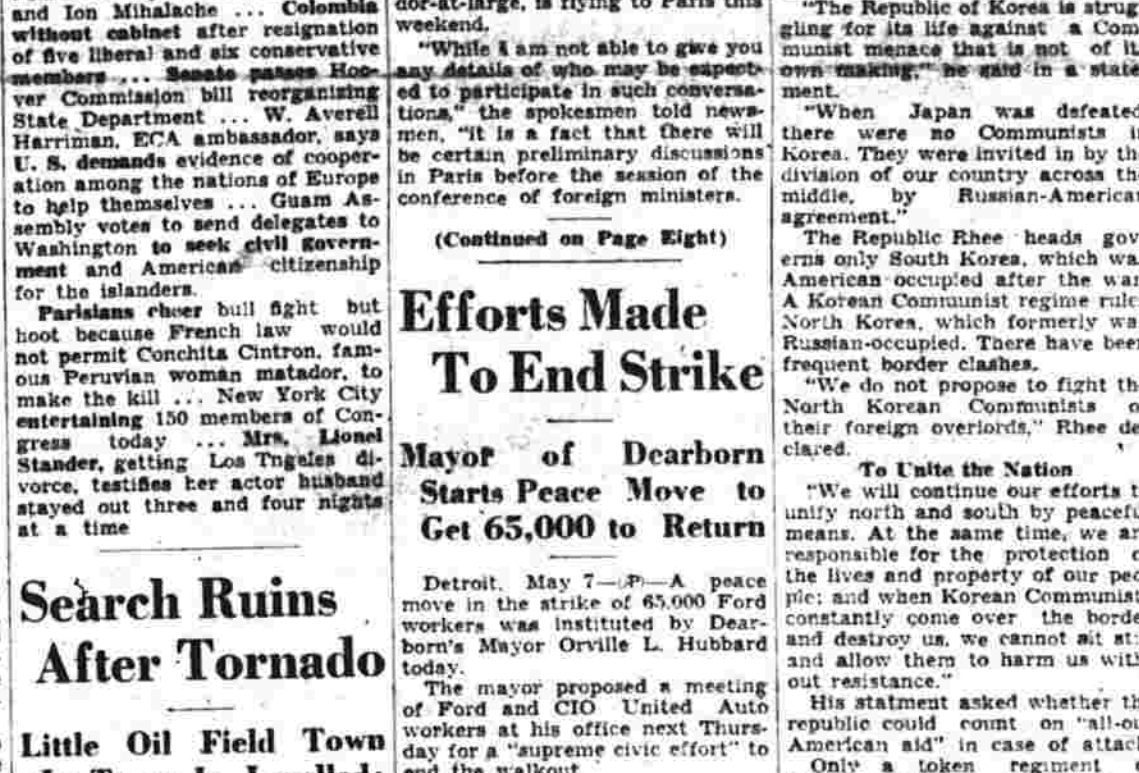 and Ion Mihalache ... Colombia
without cabinet after resignation
of five liberal and six conservative
members ... Senate passes Hoo-
ver Commission bill reorganizing
State Department ... W. Averell
Harriman, ECA ambassador, says
U. S. demands evidence of cooper-
ation among the nations of Europe
to help themselves ... Guam As-
sembly votes to send delegates to
Washington to seek civil govern-
ment and American citizenship
for the islanders.
Parisians cheer bull fight but
hoot because French law would
not permit Conchita Cintron, fam-
ous Peruvian woman matador, to
make the kill ... New York City
entertaining 150 members of Con-
gress today ... Mrs. Lionel
Stander, getting Los Tngeles di-
vorce, testifies her actor husband
stayed out three and four nights
at a time
Search Ruins
After Tornado
Little Oil Field Town
dor-at-large, is flying to Paris this
weekend.
"While I am not able to give you
any details of who may be expect-
ed to participate in such conversa-
tions," the spokesmen told news-
men, "it is a fact that there will
be certain preliminary discussions
in Paris before the session of the
conference of foreign ministers.
(Continued on Page Eight)
Efforts Made
To End Strike
Mayor of Dearborn
Starts Peace Move to
Get 65,000 to Return
Detroit, May 7—(P)—A peace
move in the strike of 65,000 Ford
workers was instituted by Dear-
born's Mayor Orville L. Hubbard
today.
The mayor proposed a meeting
of Ford and CIO United Auto
workers at his office next Thurs-
day for a "supreme civic effort" to
end the walkout
"The Republic of Korea is strug
gling for its life against a Com
munist menace that is not of it
own making," he said in a state
ment.
"When Japan was defeated
there were no Communists i
Korea. They were invited in by th
division of our country across th
middle, by Russian-American
agreement."
The Republic Rhee heads gov
erns only South Korea, which wa
American occupied after the war
A Korean Communist regime rule
North Korea, which formerly wa
Russian-occupied. There have been
frequent border clashes.
"We do not propose to fight th
North Korean Communists o
their foreign overlords," Rhee de
clared.
To Unite the Nation
"We will continue our efforts t
unify north and south by peacefu
means. At the same time, we ar
responsible for the protection o
the lives and property of our peo
ple; and when Korean Communist
constantly come over the borde
and destroy us, we cannot sit sti
and allow them to harm us with
out resistance."
His statment asked whether th
republic could count on "all-ou
American aid" in case of attack
Only a token regiment